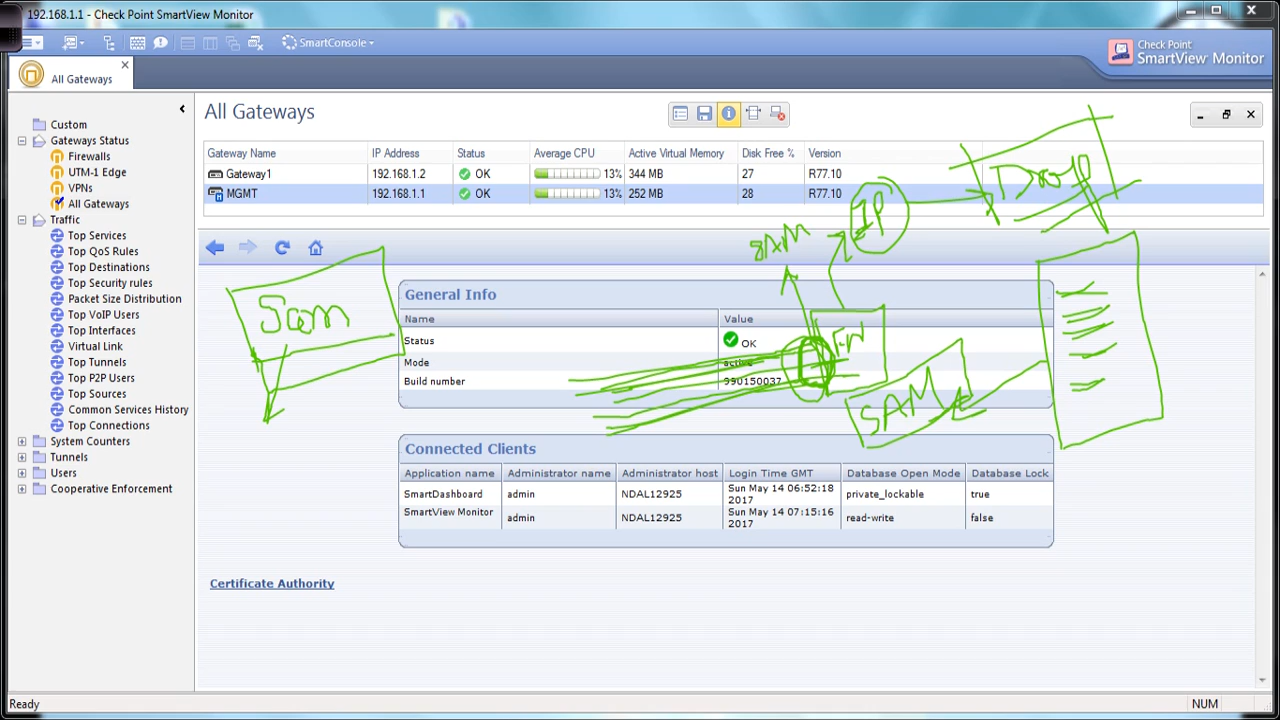 192.168.1.1 - Check Point SmartView Monitor
SmartConsole
Check Point
SmartView Monitor
All Gateways
Custom
Gateways Status
Firewalls
UTM-1 Edge
VPNs
All Gateways
Traffic
Top Services
Top QoS Rules
Top Destinations
Top Security rules
Packet Size Distribution
Top VoIP Users
Top Interfaces
Virtual Link
Top Tunnels
Top P2P Users
Top Sources
Common Services History
Top Connections
System Counters
Tunnels
Users
Cooperative Enforcement
All Gateways
Gateway Name IP Address Status Average CPU Active Virtual Memory Disk Free % Version
Gateway1 192.168.1.2 OK 13% 344 MB 27 R77.10
MGMT 192.168.1.1 OK 13% 252 MB 28 R77.10
Drop
IP
SAM
Sam
FW
SAM
General Info
Name Value
Status OK
Mode active
Build number 990150037
Connected Clients
Application name Administrator name Administrator host Login Time GMT Database Open Mode Database Lock
SmartDashboard admin NDAL12925 Sun May 14 06:52:18 2017 private_lockable true
SmartView Monitor admin NDAL12925 Sun May 14 07:15:16 2017 read-write false
Certificate Authority
Ready NUM